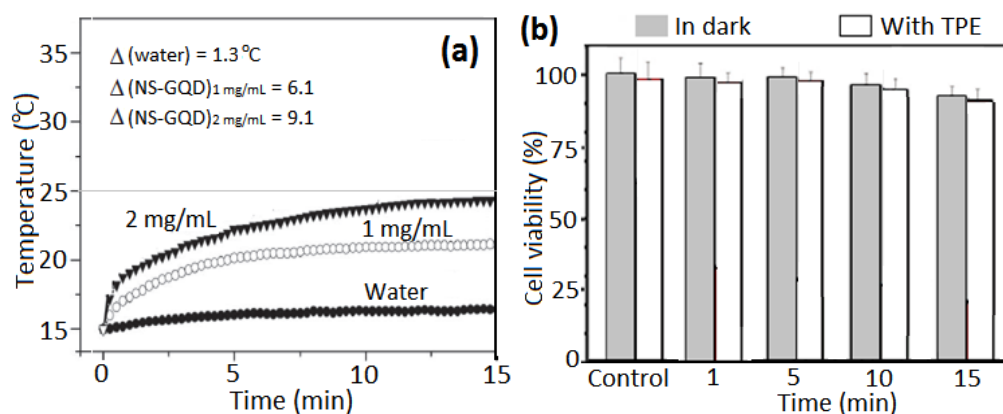 (a)
Δ (water) = 1.3 °C
Δ (NS-GQD)1 mg/mL = 6.1
Δ (NS-GQD)2 mg/mL = 9.1
Temperature (°C)
35
30
25
20
15
2 mg/mL
1 mg/mL
Water
0 5 10 15
Time (min)
(b)
In dark With TPE
Cell viability (%)
100
75
50
25
0
Control 1 5 10 15
Time (min)